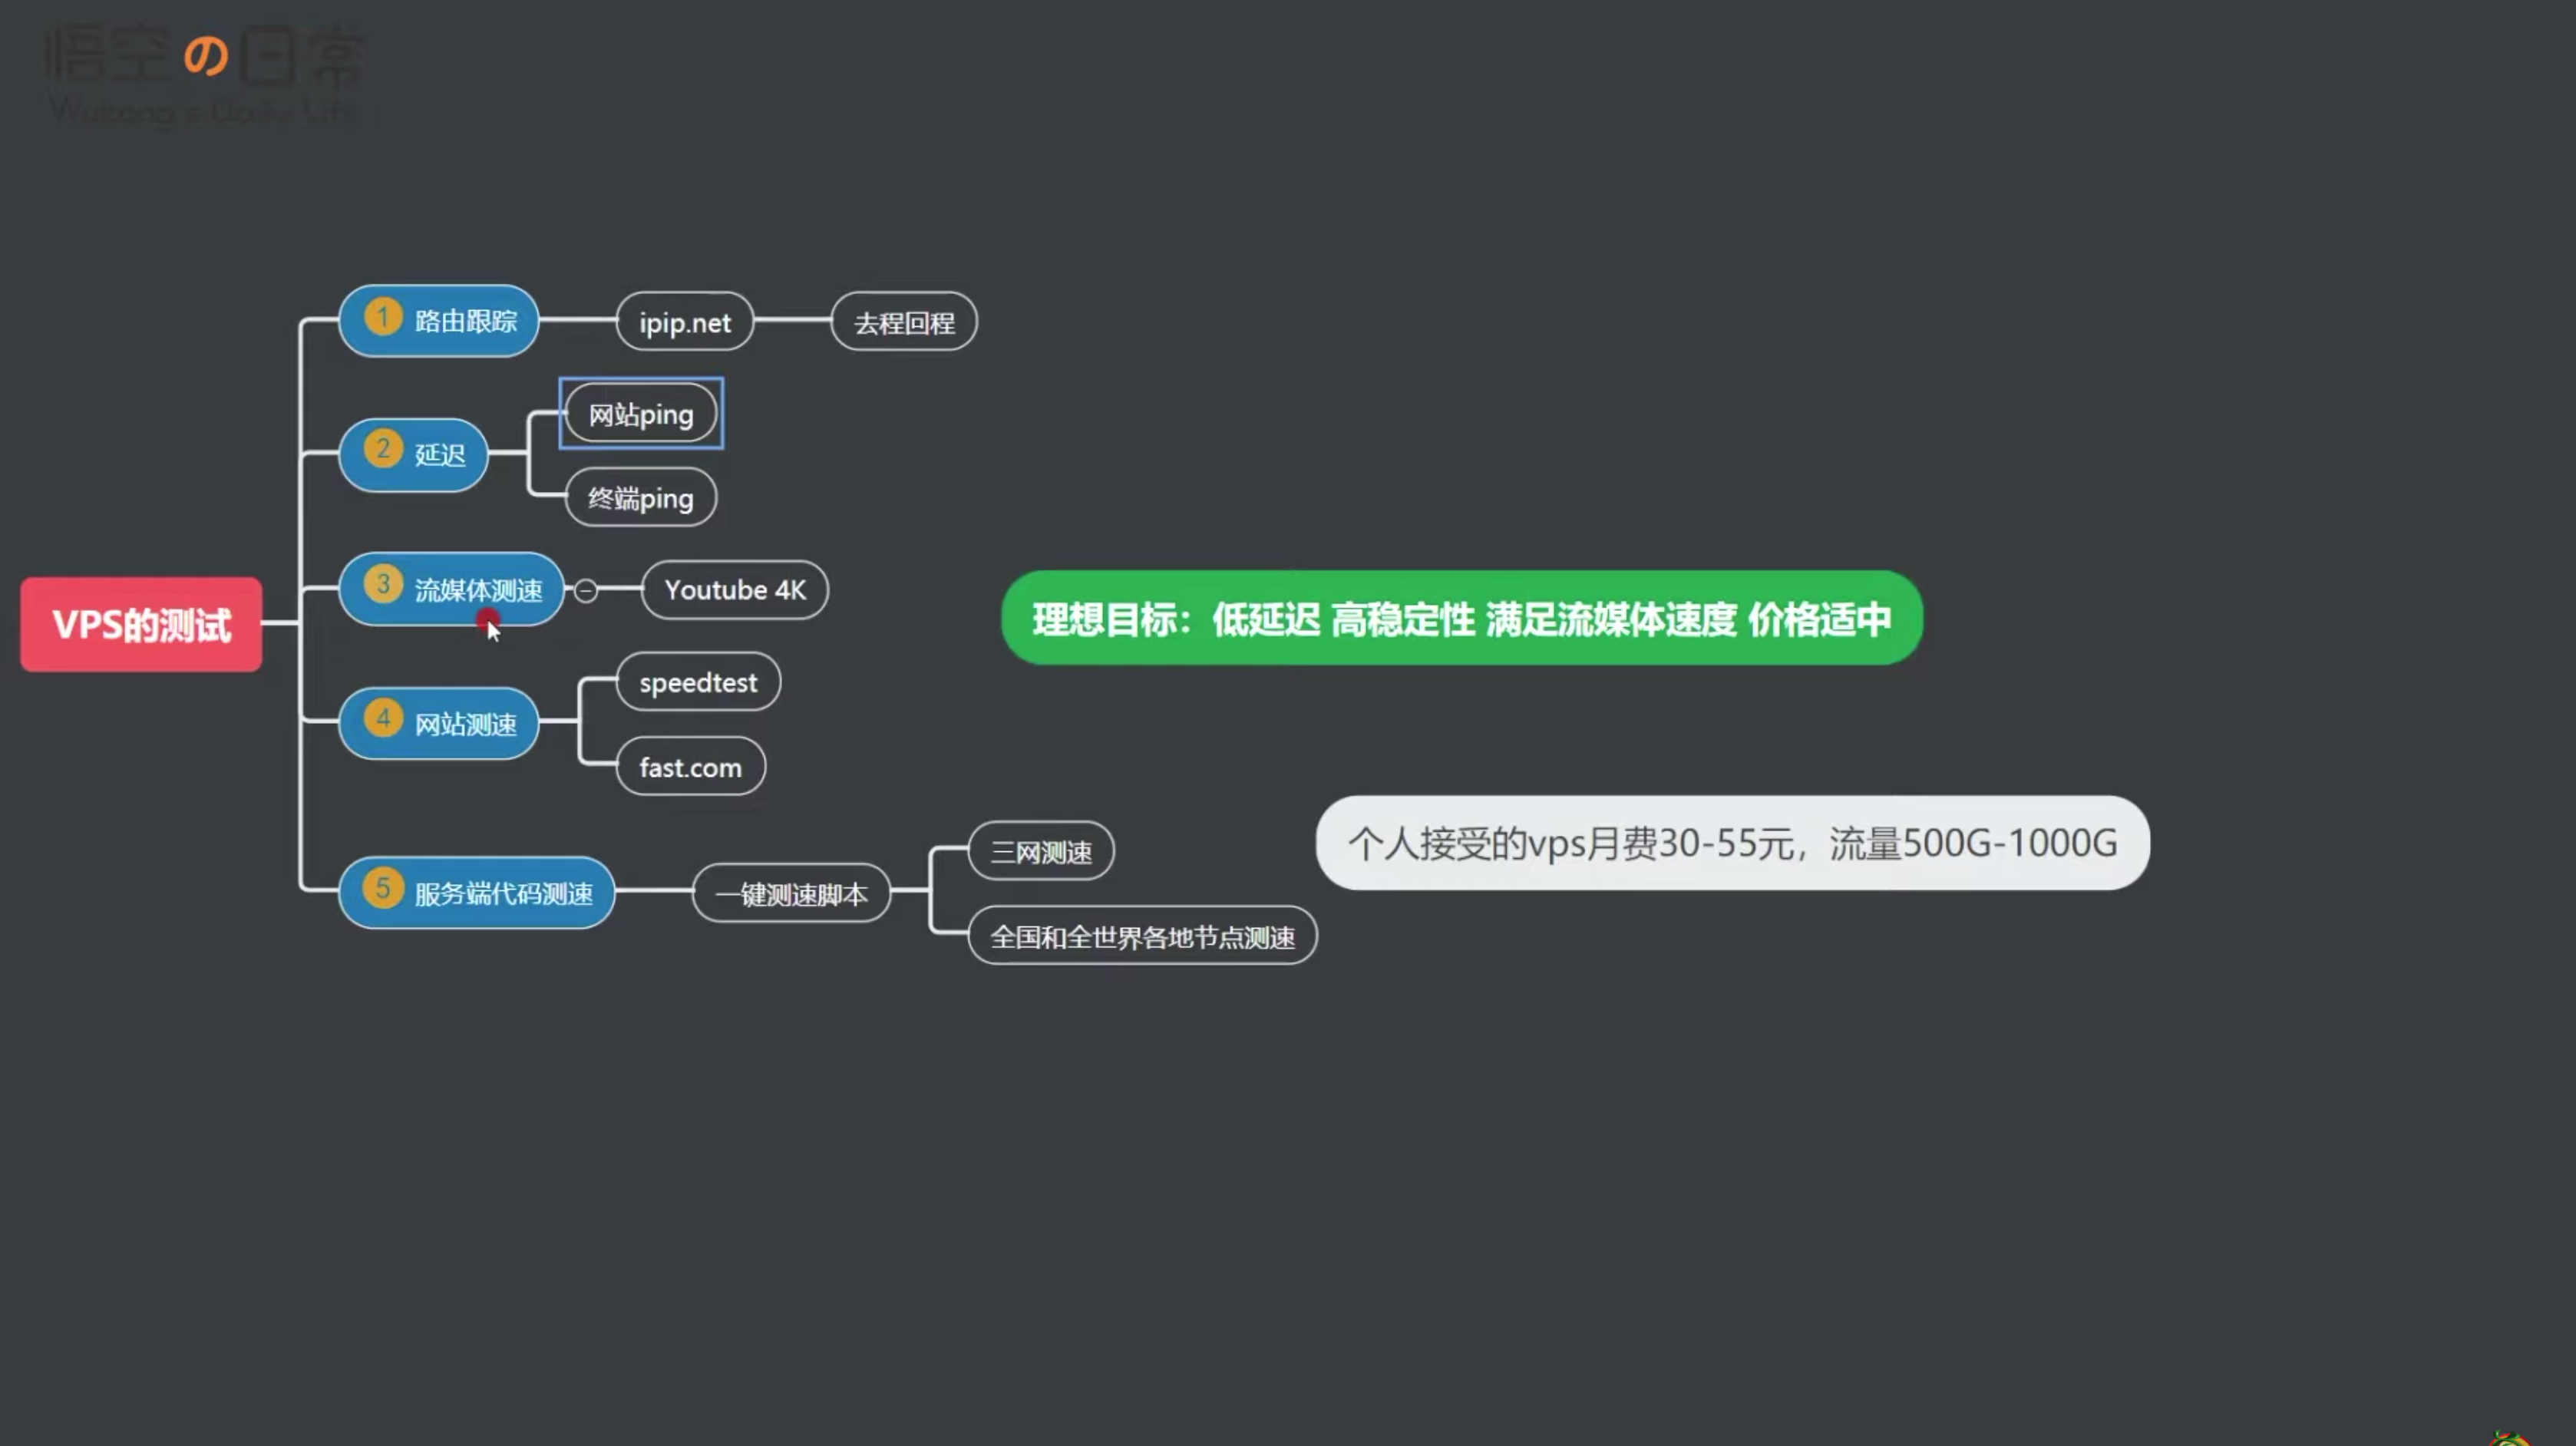 悟空の日常
Wukong's Daily Life
VPS的测试
1 路由跟踪
ipip.net
去程回程
2 延迟
网站ping
终端ping
3 流媒体测速
Youtube 4K
4 网站测速
speedtest
fast.com
5 服务端代码测速
一键测速脚本
三网测速
全国和全世界各地节点测速
理想目标：低延迟 高稳定性 满足流媒体速度 价格适中
个人接受的vps月费30-55元，流量500G-1000G